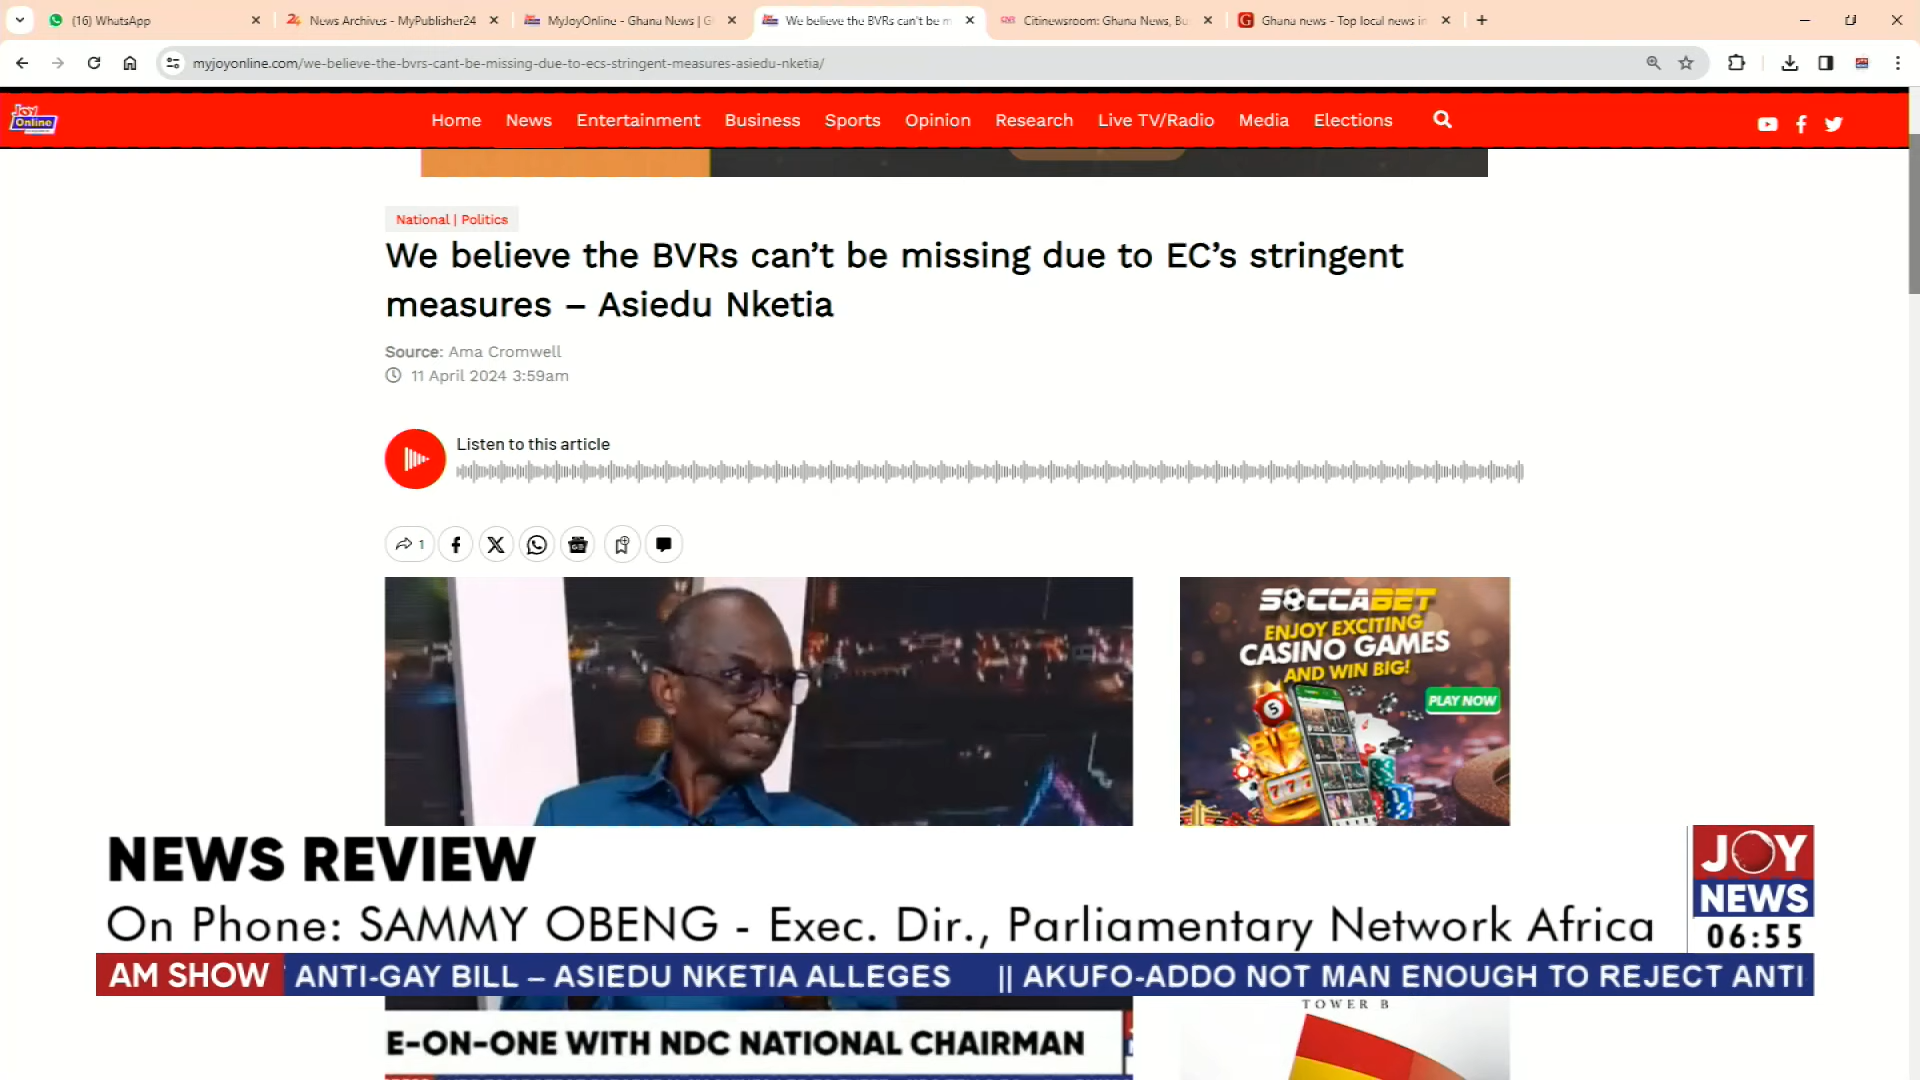 (16) WhatsApp
News Archives - MyPublisher24
MyJoyOnline - Ghana News | G
We believe the BVRs can't be m
Citinewsroom: Ghana News, Bu
Ghana news - Top local news in
myjoyonline.com/we-believe-the-bvrs-cant-be-missing-due-to-ecs-stringent-measures-asiedu-nketia/
Joy Online
Home News Entertainment Business Sports Opinion Research Live TV/Radio Media Elections
National | Politics
We believe the BVRs can’t be missing due to EC’s stringent
measures – Asiedu Nketia
Source: Ama Cromwell
11 April 2024 3:59am
Listen to this article
1
SOCCABET
ENJOY EXCITING
CASINO GAMES
AND WIN BIG!
PLAY NOW
NEWS REVIEW
On Phone: SAMMY OBENG - Exec. Dir., Parliamentary Network Africa
JOY
NEWS
06:55
AM SHOW
ANTI-GAY BILL – ASIEDU NKETIA ALLEGES || AKUFO-ADDO NOT MAN ENOUGH TO REJECT ANTI
TOWER B
E-ON-ONE WITH NDC NATIONAL CHAIRMAN